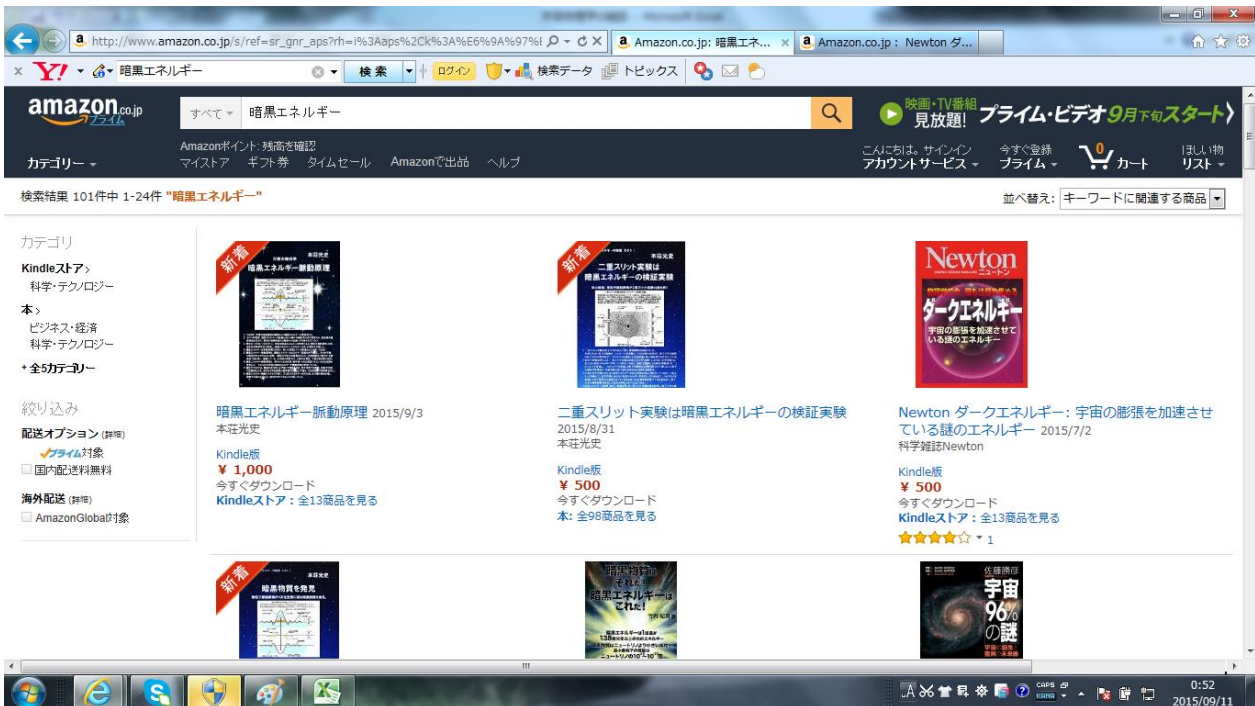 http://www.amazon.co.jp/s/ref=sr_gnr_aps?rh=i%3Aaps%2Ck%3A%E6%9A%97%
Amazon.co.jp: 暗黒エネ...
Amazon.co.jp : Newton ダ...
Y!
暗黒エネルギー
検索
ログイン
検索データ
トピックス
amazon.co.jp
プライム
すべて
暗黒エネルギー
映画・TV番組
見放題!
プライム・ビデオ 9月下旬スタート
カテゴリー
Amazonポイント: 残高を確認
マイストア ギフト券 タイムセール Amazonで出品 ヘルプ
こんにちは。サインイン
アカウントサービス
今すぐ登録
プライム
0
カート
ほしい物
リスト
検索結果 101件中 1-24件 "暗黒エネルギー"
並べ替え: キーワードに関連する商品
カテゴリ
Kindleストア
科学・テクノロジー
本
ビジネス・経済
科学・テクノロジー
+ 全5カテゴリー
絞り込み
配送オプション (詳細)
プライム対象
国内配送料無料
海外配送 (詳細)
AmazonGlobal対象
新着
本荘光史
暗黒エネルギー脈動原理
暗黒エネルギー脈動原理 2015/9/3
本荘光史
Kindle版
¥ 1,000
今すぐダウンロード
Kindleストア : 全13商品を見る
新着
本荘光史
二重スリット実験は
暗黒エネルギーの検証実験
二重スリット実験は暗黒エネルギーの検証実験
2015/8/31
本荘光史
Kindle版
¥ 500
今すぐダウンロード
本: 全98商品を見る
Newton
ニュートン
ダークエネルギー
宇宙の膨張を加速させて
いる謎のエネルギー
Newton ダークエネルギー: 宇宙の膨張を加速させ
ている謎のエネルギー 2015/7/2
科学雑誌Newton
Kindle版
¥ 500
今すぐダウンロード
Kindleストア : 全13商品を見る
1
新着
本荘光史
暗黒物質を発見
暗黒物質は
それだ!
暗黒エネルギーは
これだ!
佐藤勝彦
宇宙
96%
の謎
CAPS
KANA
0:52
2015/09/11